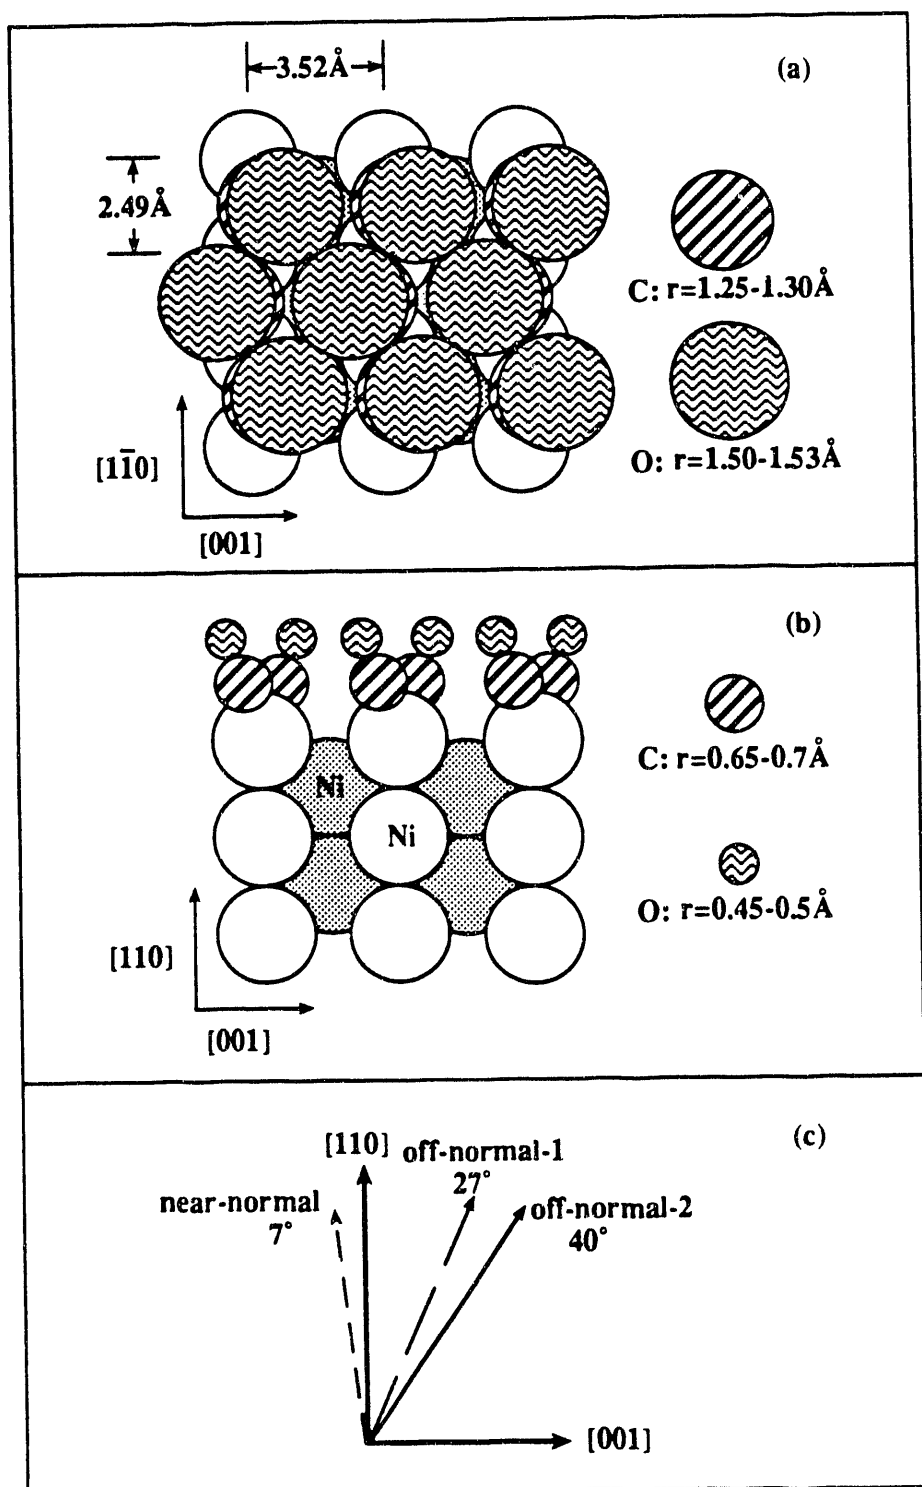 3.52Å
(a)
2.49Å
C: r=1.25-1.30Å
O: r=1.50-1.53Å
[11̅0]
[001]
(b)
C: r=0.65-0.7Å
Ni
Ni
O: r=0.45-0.5Å
[110]
[001]
(c)
[110]
off-normal-1
27°
near-normal
7°
off-normal-2
40°
[001]